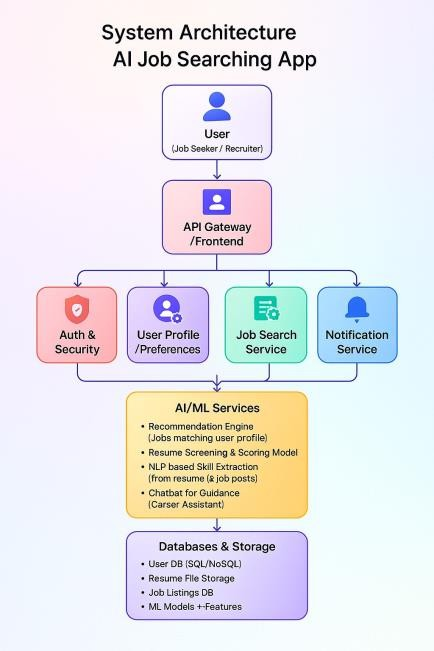 System Architecture
AI Job Searching App
User
(Job Seeker / Recruiter)
API Gateway
/Frontend
Auth &
Security
User Profile
/Preferences
Job Search
Service
Notification
Service
AI/ML Services
• Recommendation Engine
(Jobs matching user profile)
• Resume Screening & Scoring Model
• NLP based Skill Extraction
(from resume (& job posts)
• Chatbat for Guidance
(Carser Assistant)
Databases & Storage
• User DB (SQL/NoSQL)
• Resume File Storage
• Job Listings DB
• ML Models +-Features